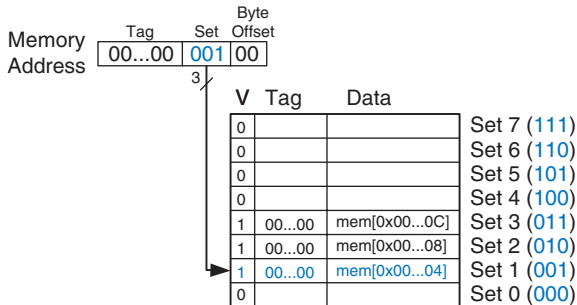 Byte
Tag Set Offset
Memory Address 00...00 001 00
3
V Tag Data
0 Set 7 (111)
0 Set 6 (110)
0 Set 5 (101)
0 Set 4 (100)
1 00...00 mem[0x00...0C] Set 3 (011)
1 00...00 mem[0x00...08] Set 2 (010)
1 00...00 mem[0x00...04] Set 1 (001)
0 Set 0 (000)